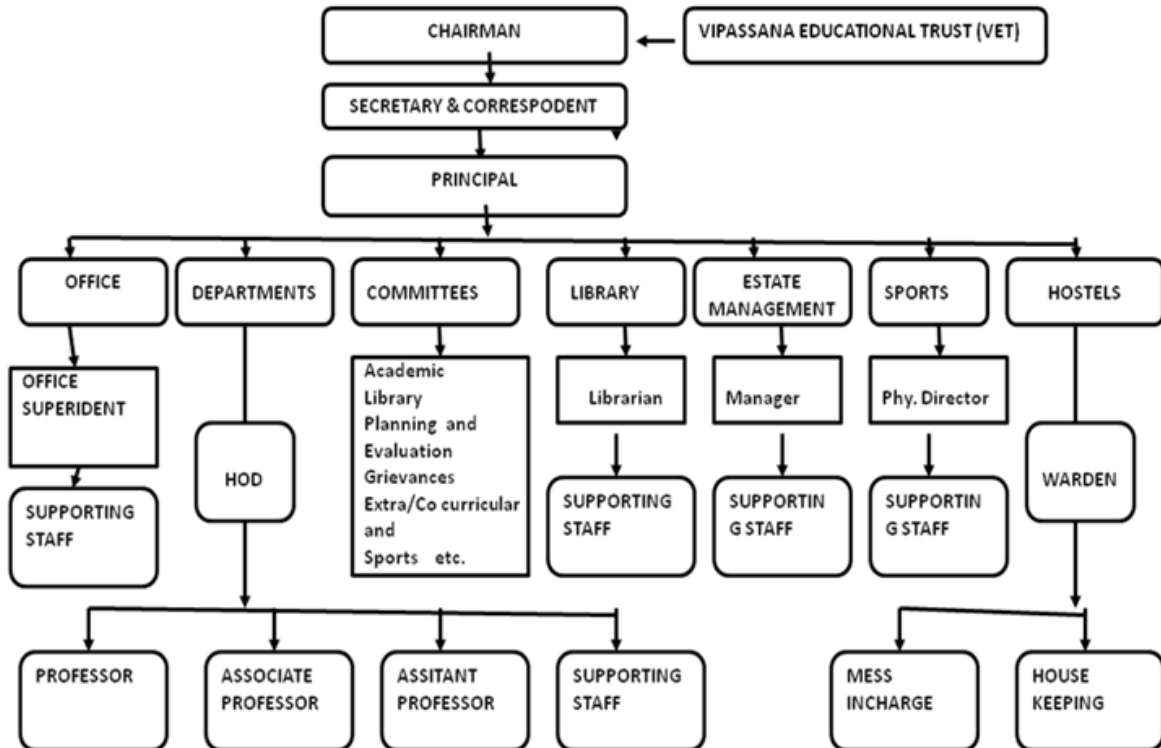 CHAIRMAN
VIPASSANA EDUCATIONAL TRUST (VET)
SECRETARY & CORRESPODENT
PRINCIPAL
OFFICE
DEPARTMENTS
COMMITTEES
LIBRARY
ESTATE
MANAGEMENT
SPORTS
HOSTELS
OFFICE
SUPERIDENT
Academic
Library
Planning and
Evaluation
Grievances
Extra/Co curricular
and
Sports etc.
Librarian
Manager
Phy. Director
HOD
WARDEN
SUPPORTING
STAFF
SUPPORTING
STAFF
SUPPORTIN
G STAFF
SUPPORTIN
G STAFF
PROFESSOR
ASSOCIATE
PROFESSOR
ASSITANT
PROFESSOR
SUPPORTING
STAFF
MESS
INCHARGE
HOUSE
KEEPING